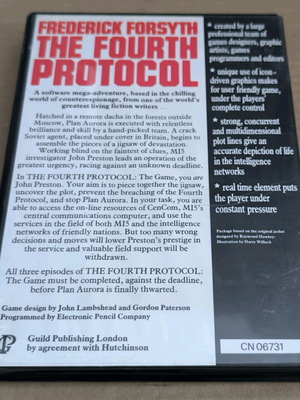 FREDERICK FORSYTH
THE FOURTH
PROTOCOL
A software mega-adventure, based in the chilling
world of counter-espionage, from one of the world's
greatest living fiction writers ...
Hatched in a remote dacha in the forests outside
Moscow, Plan Aurora is executed with relentless
brilliance and skill by a hand-picked team. A crack
Soviet agent, placed under cover in Britain, begins to
assemble the pieces of a jigsaw of devastation.
Working blind on the faintest of clues, MI5
investigator John Preston leads an operation of the
greatest urgency, racing against an unknown deadline.
In THE FOURTH PROTOCOL: The Game, you are
John Preston. Your aim is to piece together the jigsaw,
uncover the plot, prevent the breaching of the Fourth
Protocol, and stop Plan Aurora. In your task, you are
able to access the on-line resources of CenCom, MI5's
central communications computer, and use the
services in the field of both MI5 and the intelligence
networks of friendly nations. But too many wrong
decisions and moves will lower Preston's prestige in
the service and valuable field support will be
withdrawn.
All three episodes of THE FOURTH PROTOCOL:
The Game must be completed, against the deadline,
before Plan Aurora is finally thwarted.
Game design by John Lambshead and Gordon Paterson
Programmed by Electronic Pencil Company
Guild Publishing London
by agreement with Hutchinson
• created by a large
professional team of
games designers, graphic
artists, games
programmers and editors
• unique use of icon-
driven graphics makes
for user friendly game,
under the players'
complete control
• strong, concurrent
and multidimensional
plot lines give an
accurate depiction of life
in the intelligence
networks
• real time element puts
the player under
constant pressure
Package based on the original jacket
designed by Raymond Hawkey:
Illustration by Harry Willock
CN 06731